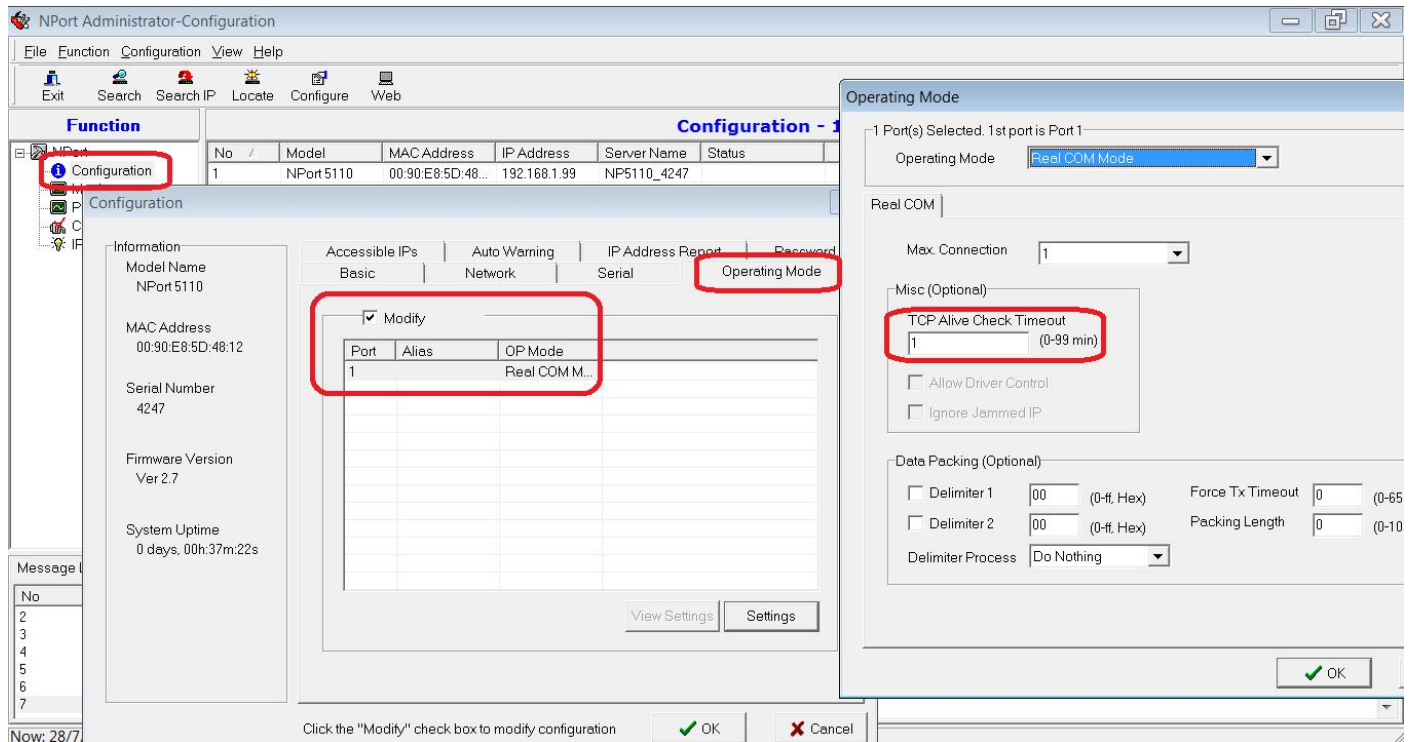 NPort Administrator-Configuration
File Function Configuration View Help
Exit Search Search IP Locate Configure Web
Function
Configuration - 1
NPort
Configuration
No / Model MAC Address IP Address Server Name Status
1 NPort 5110 00:90:E8:5D:48... 192.168.1.99 NP5110_4247
Configuration
Information
Model Name
NPort 5110
MAC Address
00:90:E8:5D:48:12
Serial Number
4247
Firmware Version
Ver 2.7
System Uptime
0 days, 00h:37m:22s
Accessible IPs Auto Warning IP Address Report Password
Basic Network Serial Operating Mode
Modify
Port Alias OP Mode
1 Real COM M...
View Settings Settings
Click the "Modify" check box to modify configuration
OK Cancel
Message L
No
2
3
4
5
6
7
Now: 28/7
Operating Mode
1 Port(s) Selected. 1st port is Port 1
Operating Mode Real COM Mode
Real COM
Max. Connection 1
Misc (Optional)
TCP Alive Check Timeout
1 (0-99 min)
Allow Driver Control
Ignore Jammed IP
Data Packing (Optional)
Delimiter 1 00 (0-ff, Hex) Force Tx Timeout 0 (0-65
Delimiter 2 00 (0-ff, Hex) Packing Length 0 (0-10
Delimiter Process Do Nothing
OK